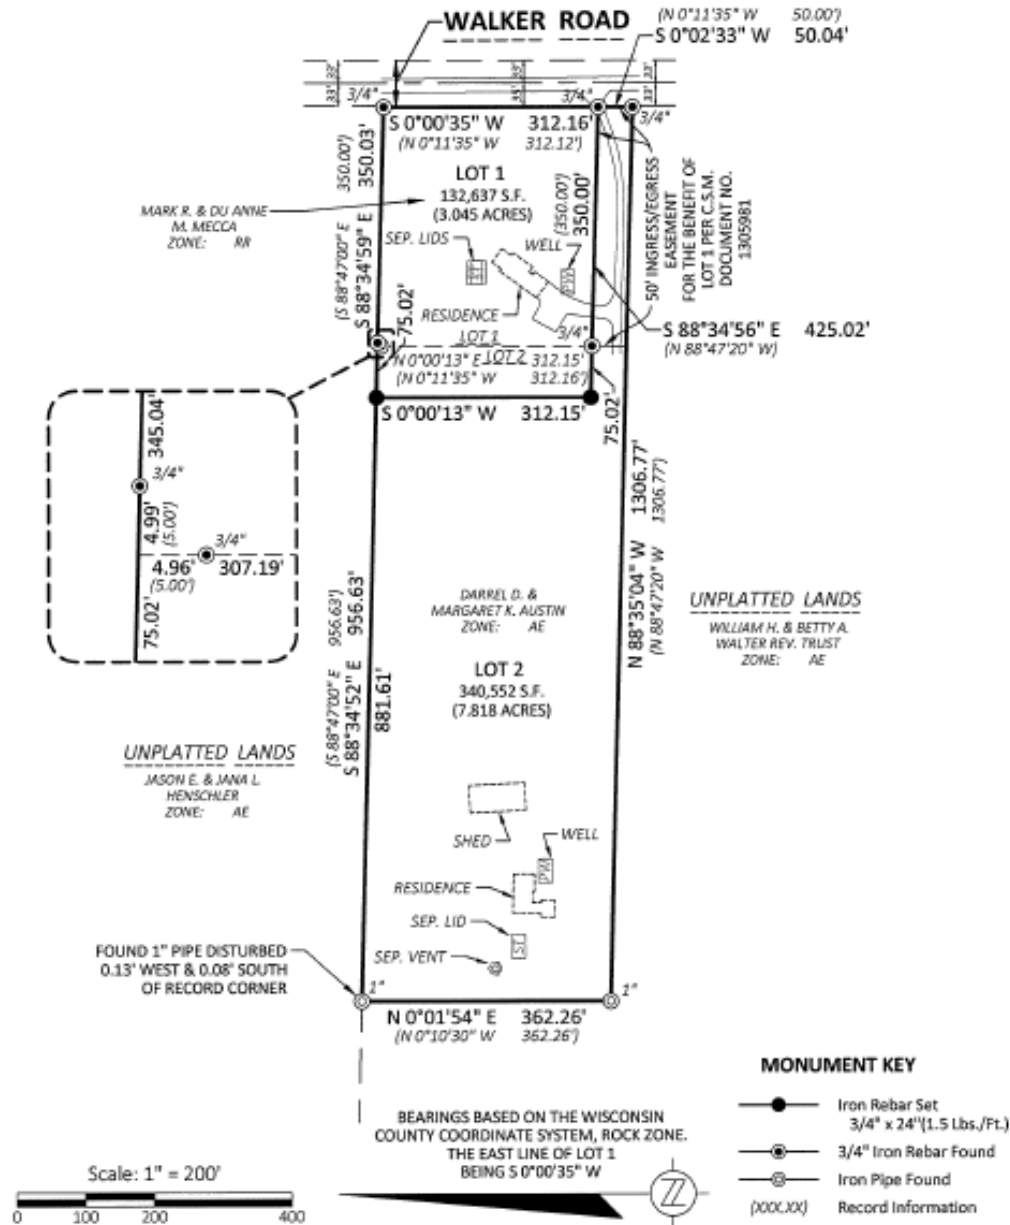 WALKER ROAD
(N 0°11'35" W 50.00')
S 0°02'33" W 50.04'
33' 33'
33' 33'
33' 33'
3/4"
3/4"
3/4"
S 0°00'35" W 312.16'
(N 0°11'35" W 312.12')
LOT 1
132,637 S.F.
(3.045 ACRES)
MARK R. & DU ANNE
M. MECCA
ZONE: RR
(S 88°47'00" E 350.00')
S 88°34'59" E 350.03'
(350.00')
350.00'
SEP. LIDS
ST
WELL
PW
RESIDENCE
50' INGRESS/EGRESS
EASEMENT
FOR THE BENEFIT OF
LOT 1 PER C.S.M.
DOCUMENT NO.
1305981
S 88°34'56" E 425.02'
(N 88°47'20" W)
75.02'
3/4"
LOT 1
LOT 2
N 0°00'13" E 312.15'
(N 0°11'35" W 312.16')
S 0°00'13" W 312.15'
75.02'
345.04'
3/4"
4.99'
(5.00')
3/4"
4.96' 307.19'
(5.00')
75.02'
N 88°35'04" W 1306.77'
(N 88°47'20" W 1306.77')
(S 88°47'00" E 956.63')
S 88°34'52" E 956.63'
881.61'
DARREL D. &
MARGARET K. AUSTIN
ZONE: AE
UNPLATTED LANDS
WILLIAM H. & BETTY A.
WALTER REV. TRUST
ZONE: AE
LOT 2
340,552 S.F.
(7.818 ACRES)
UNPLATTED LANDS
JASON E. & JANA L.
HENSCHLER
ZONE: AE
SHED
WELL
PW
RESIDENCE
SEP. LID
ST
SEP. VENT
FOUND 1" PIPE DISTURBED
0.13' WEST & 0.08' SOUTH
OF RECORD CORNER
1"
1"
N 0°01'54" E 362.26'
(N 0°10'30" W 362.26')
BEARINGS BASED ON THE WISCONSIN
COUNTY COORDINATE SYSTEM, ROCK ZONE.
THE EAST LINE OF LOT 1
BEING S 0°00'35" W
N
Scale: 1" = 200'
0 100 200 400
MONUMENT KEY
Iron Rebar Set
3/4" x 24"(1.5 Lbs./Ft.)
3/4" Iron Rebar Found
Iron Pipe Found
(XXX.XX) Record Information